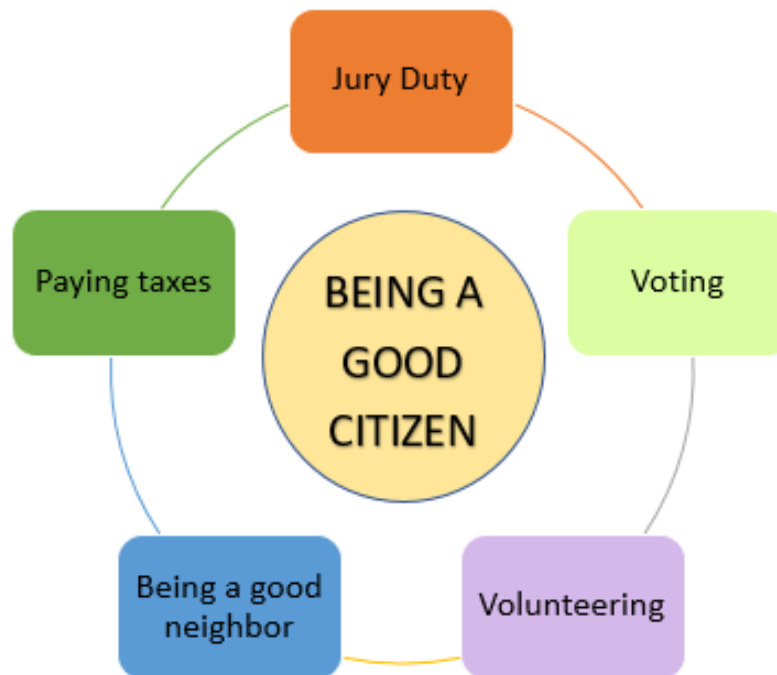 Jury Duty
Paying taxes
BEING A
GOOD
CITIZEN
Voting
Being a good
neighbor
Volunteering